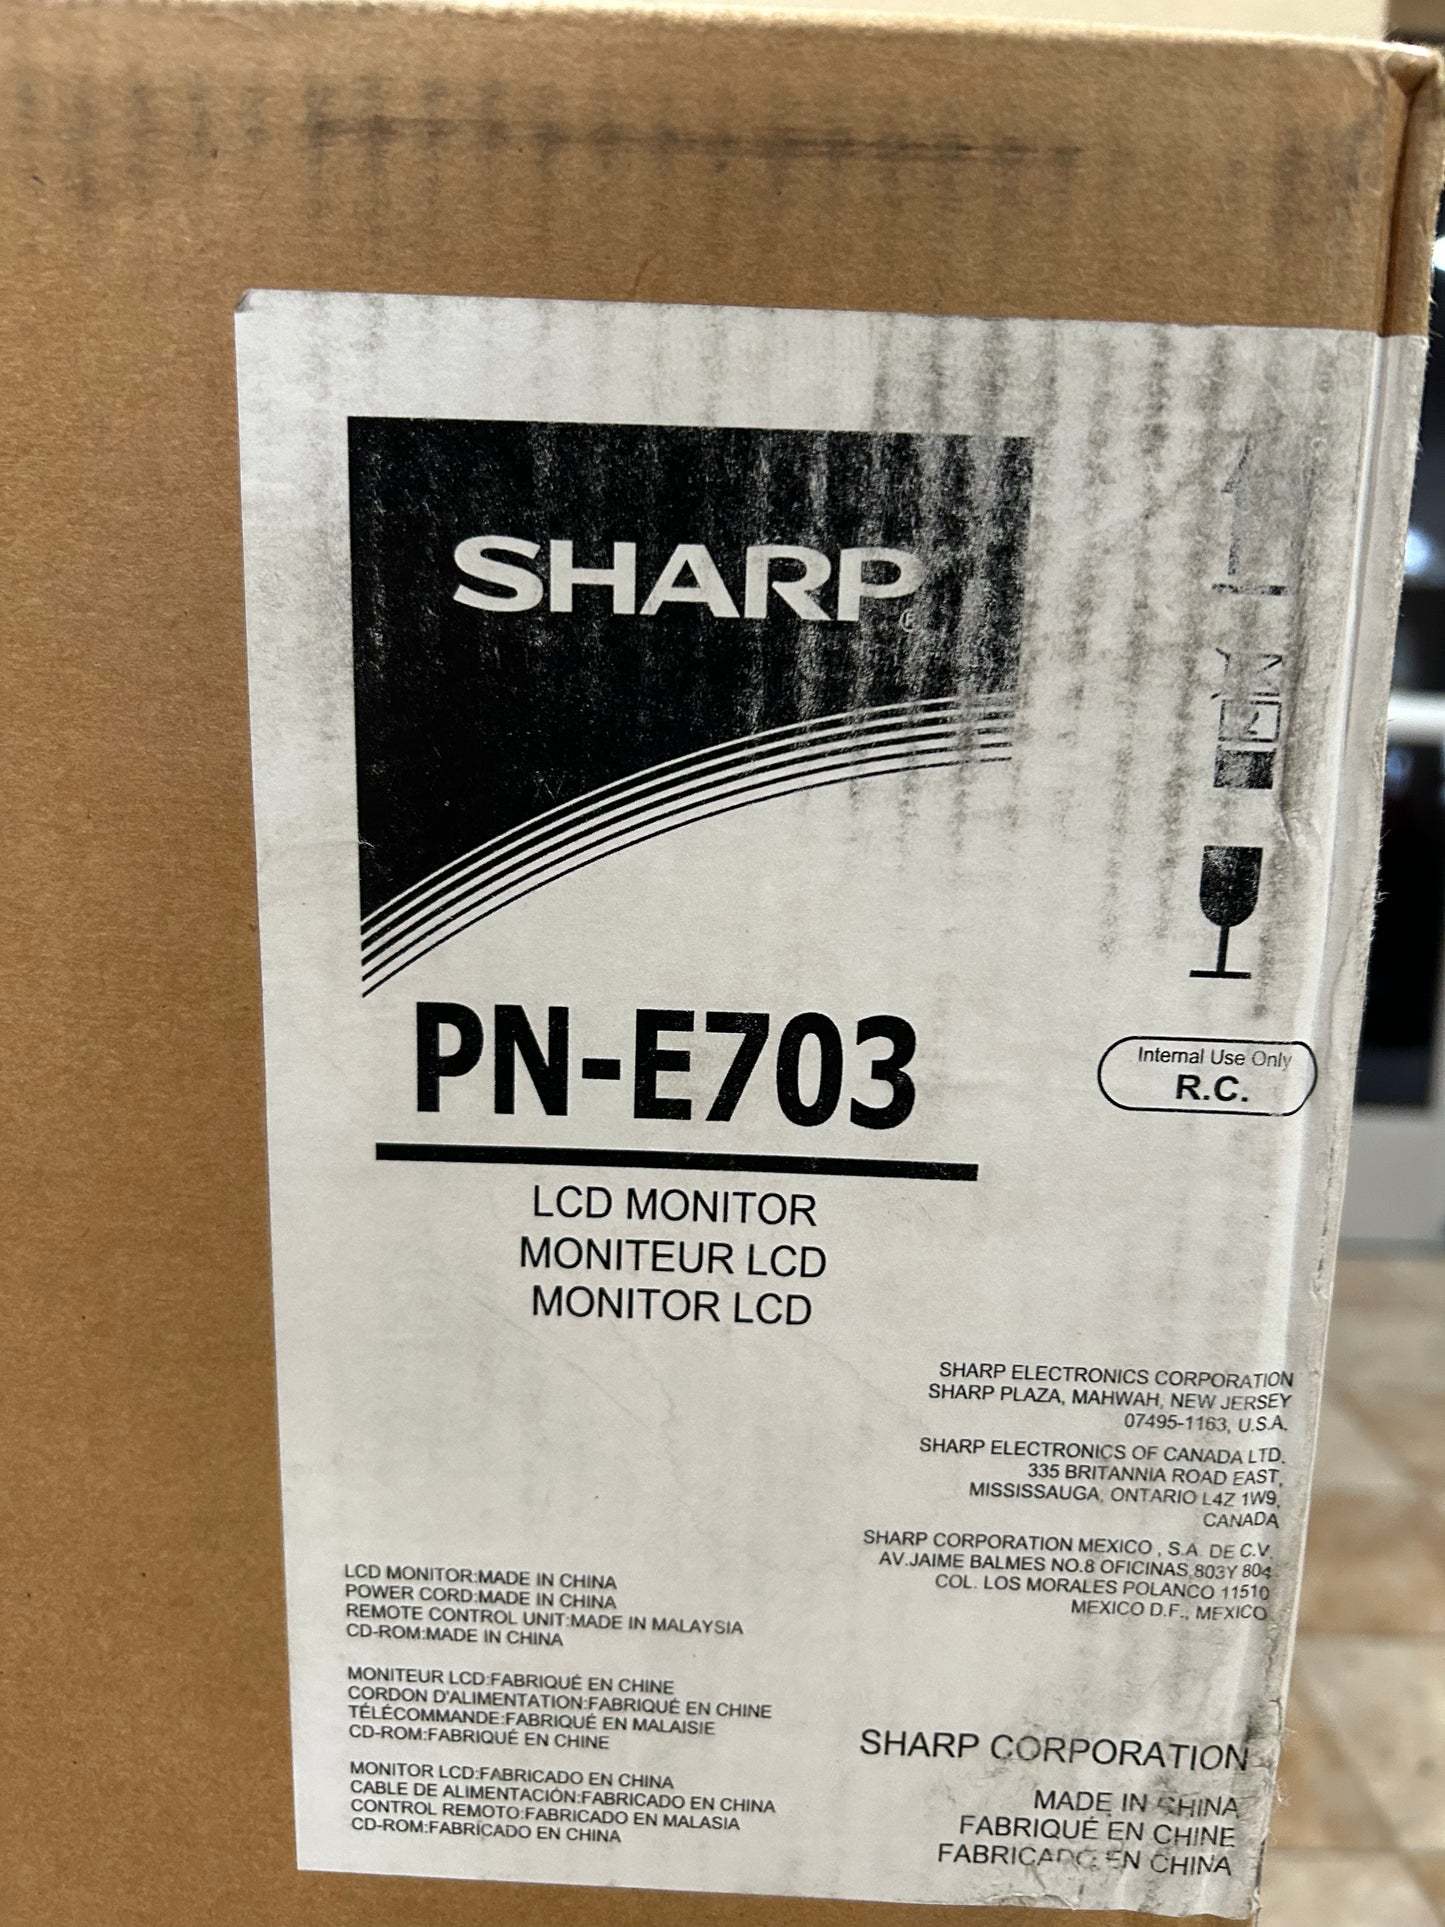 SHARP
®
2
PN-E703
Internal Use Only
R.C.
LCD MONITOR
MONITEUR LCD
MONITOR LCD
SHARP ELECTRONICS CORPORATION
SHARP PLAZA, MAHWAH, NEW JERSEY
07495-1163, U.S.A.
SHARP ELECTRONICS OF CANADA LTD.
335 BRITANNIA ROAD EAST,
MISSISSAUGA, ONTARIO L4Z 1W9,
CANADA
SHARP CORPORATION MEXICO , S.A. DE C.V.
AV.JAIME BALMES NO.8 OFICINAS 803Y 804
COL. LOS MORALES POLANCO 11510
MEXICO D.F., MEXICO
LCD MONITOR:MADE IN CHINA
POWER CORD:MADE IN CHINA
REMOTE CONTROL UNIT:MADE IN MALAYSIA
CD-ROM:MADE IN CHINA
MONITEUR LCD:FABRIQUÉ EN CHINE
CORDON D'ALIMENTATION:FABRIQUÉ EN CHINE
TÉLÉCOMMANDE:FABRIQUÉ EN MALAISIE
CD-ROM:FABRIQUÉ EN CHINE
MONITOR LCD:FABRICADO EN CHINA
CABLE DE ALIMENTACIÓN:FABRICADO EN CHINA
CONTROL REMOTO:FABRICADO EN MALASIA
CD-ROM:FABRICADO EN CHINA
SHARP CORPORATION
MADE IN CHINA
FABRIQUÉ EN CHINE
FABRICADO EN CHINA